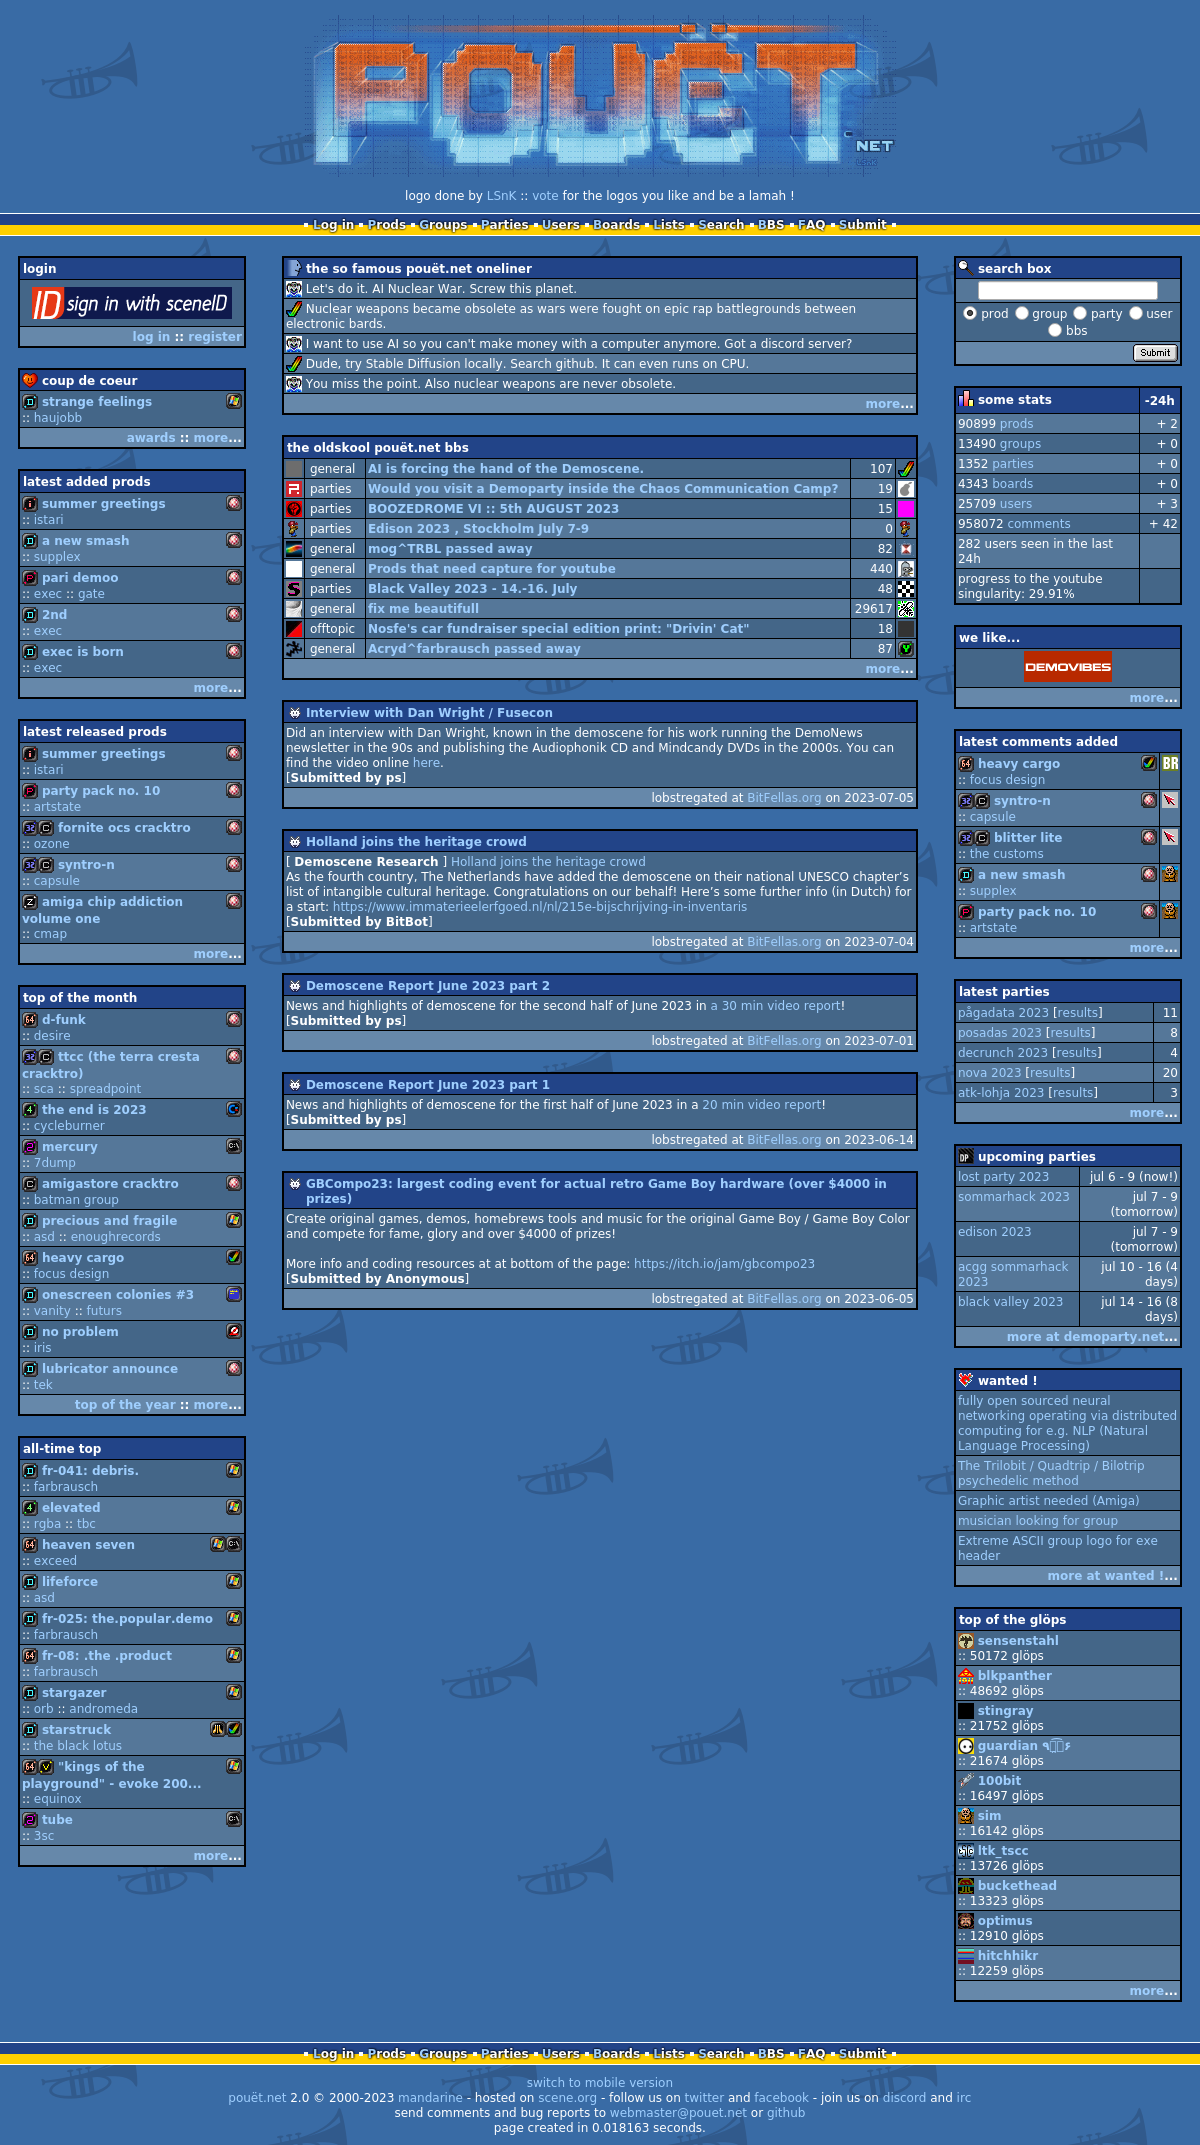 POUËT
.NET
logo done by LSnK :: vote for the logos you like and be a lamah !
Log in Prods Groups Parties Users Boards Lists Search BBS FAQ Submit
login
ID sign in with sceneID
log in :: register
coup de coeur
strange feelings
:: haujobb
awards :: more...
latest added prods
summer greetings
:: istari
a new smash
:: supplex
pari demoo
:: exec :: gate
2nd
:: exec
exec is born
:: exec
more...
latest released prods
summer greetings
:: istari
party pack no. 10
:: artstate
fornite ocs cracktro
:: ozone
syntro-n
:: capsule
amiga chip addiction
volume one
:: cmap
more...
top of the month
d-funk
:: desire
ttcc (the terra cresta
cracktro)
:: sca :: spreadpoint
the end is 2023
:: cycleburner
mercury
:: 7dump
amigastore cracktro
:: batman group
precious and fragile
:: asd :: enoughrecords
heavy cargo
:: focus design
onescreen colonies #3
:: vanity :: futurs
no problem
:: iris
lubricator announce
:: tek
top of the year :: more...
all-time top
fr-041: debris.
:: farbrausch
elevated
:: rgba :: tbc
heaven seven
:: exceed
lifeforce
:: asd
fr-025: the.popular.demo
:: farbrausch
fr-08: .the .product
:: farbrausch
stargazer
:: orb :: andromeda
starstruck
:: the black lotus
"kings of the
playground" - evoke 200...
:: equinox
tube
:: 3sc
more...
the so famous pouët.net oneliner
Let's do it. AI Nuclear War. Screw this planet.
Nuclear weapons became obsolete as wars were fought on epic rap battlegrounds between
electronic bards.
I want to use AI so you can't make money with a computer anymore. Got a discord server?
Dude, try Stable Diffusion locally. Search github. It can even runs on CPU.
You miss the point. Also nuclear weapons are never obsolete.
more...
the oldskool pouët.net bbs
general AI is forcing the hand of the Demoscene. 107
parties Would you visit a Demoparty inside the Chaos Communication Camp? 19
parties BOOZEDROME VI :: 5th AUGUST 2023 15
parties Edison 2023 , Stockholm July 7-9 0
general mog^TRBL passed away 82
general Prods that need capture for youtube 440
parties Black Valley 2023 - 14.-16. July 48
general fix me beautifull 29617
offtopic Nosfe's car fundraiser special edition print: "Drivin' Cat" 18
general Acryd^farbrausch passed away 87
more...
Interview with Dan Wright / Fusecon
Did an interview with Dan Wright, known in the demoscene for his work running the DemoNews
newsletter in the 90s and publishing the Audiophonik CD and Mindcandy DVDs in the 2000s. You can
find the video online here.
[Submitted by ps]
lobstregated at BitFellas.org on 2023-07-05
Holland joins the heritage crowd
[ Demoscene Research ] Holland joins the heritage crowd
As the fourth country, The Netherlands have added the demoscene on their national UNESCO chapter's
list of intangible cultural heritage. Congratulations on our behalf! Here's some further info (in Dutch) for
a start: https://www.immaterieelerfgoed.nl/nl/215e-bijschrijving-in-inventaris
[Submitted by BitBot]
lobstregated at BitFellas.org on 2023-07-04
Demoscene Report June 2023 part 2
News and highlights of demoscene for the second half of June 2023 in a 30 min video report!
[Submitted by ps]
lobstregated at BitFellas.org on 2023-07-01
Demoscene Report June 2023 part 1
News and highlights of demoscene for the first half of June 2023 in a 20 min video report!
[Submitted by ps]
lobstregated at BitFellas.org on 2023-06-14
GBCompo23: largest coding event for actual retro Game Boy hardware (over $4000 in
prizes)
Create original games, demos, homebrews tools and music for the original Game Boy / Game Boy Color
and compete for fame, glory and over $4000 of prizes!
More info and coding resources at at bottom of the page: https://itch.io/jam/gbcompo23
[Submitted by Anonymous]
lobstregated at BitFellas.org on 2023-06-05
search box
prod group party user
bbs
Submit
some stats -24h
90899 prods + 2
13490 groups + 0
1352 parties + 0
4343 boards + 0
25709 users + 3
958072 comments + 42
282 users seen in the last
24h
progress to the youtube
singularity: 29.91%
we like...
DEMOVIBES
more...
latest comments added
heavy cargo BR
:: focus design
syntro-n
:: capsule
blitter lite
:: the customs
a new smash
:: supplex
party pack no. 10
:: artstate
more...
latest parties
pågadata 2023 [results] 11
posadas 2023 [results] 8
decrunch 2023 [results] 4
nova 2023 [results] 20
atk-lohja 2023 [results] 3
more...
upcoming parties
lost party 2023 jul 6 - 9 (now!)
sommarhack 2023 jul 7 - 9
(tomorrow)
edison 2023 jul 7 - 9
(tomorrow)
acgg sommarhack jul 10 - 16 (4
2023 days)
black valley 2023 jul 14 - 16 (8
days)
more at demoparty.net...
wanted !
fully open sourced neural
networking operating via distributed
computing for e.g. NLP (Natural
Language Processing)
The Trilobit / Quadtrip / Bilotrip
psychedelic method
Graphic artist needed (Amiga)
musician looking for group
Extreme ASCII group logo for exe
header
more at wanted !...
top of the glöps
sensenstahl
:: 50172 glöps
blkpanther
:: 48692 glöps
stingray
:: 21752 glöps
guardian
:: 21674 glöps
100bit
:: 16497 glöps
sim
:: 16142 glöps
ltk_tscc
:: 13726 glöps
buckethead
:: 13323 glöps
optimus
:: 12910 glöps
hitchhikr
:: 12259 glöps
more...
Log in Prods Groups Parties Users Boards Lists Search BBS FAQ Submit
switch to mobile version
pouët.net 2.0 © 2000-2023 mandarine - hosted on scene.org - follow us on twitter and facebook - join us on discord and irc
send comments and bug reports to webmaster@pouet.net or github
page created in 0.018163 seconds.